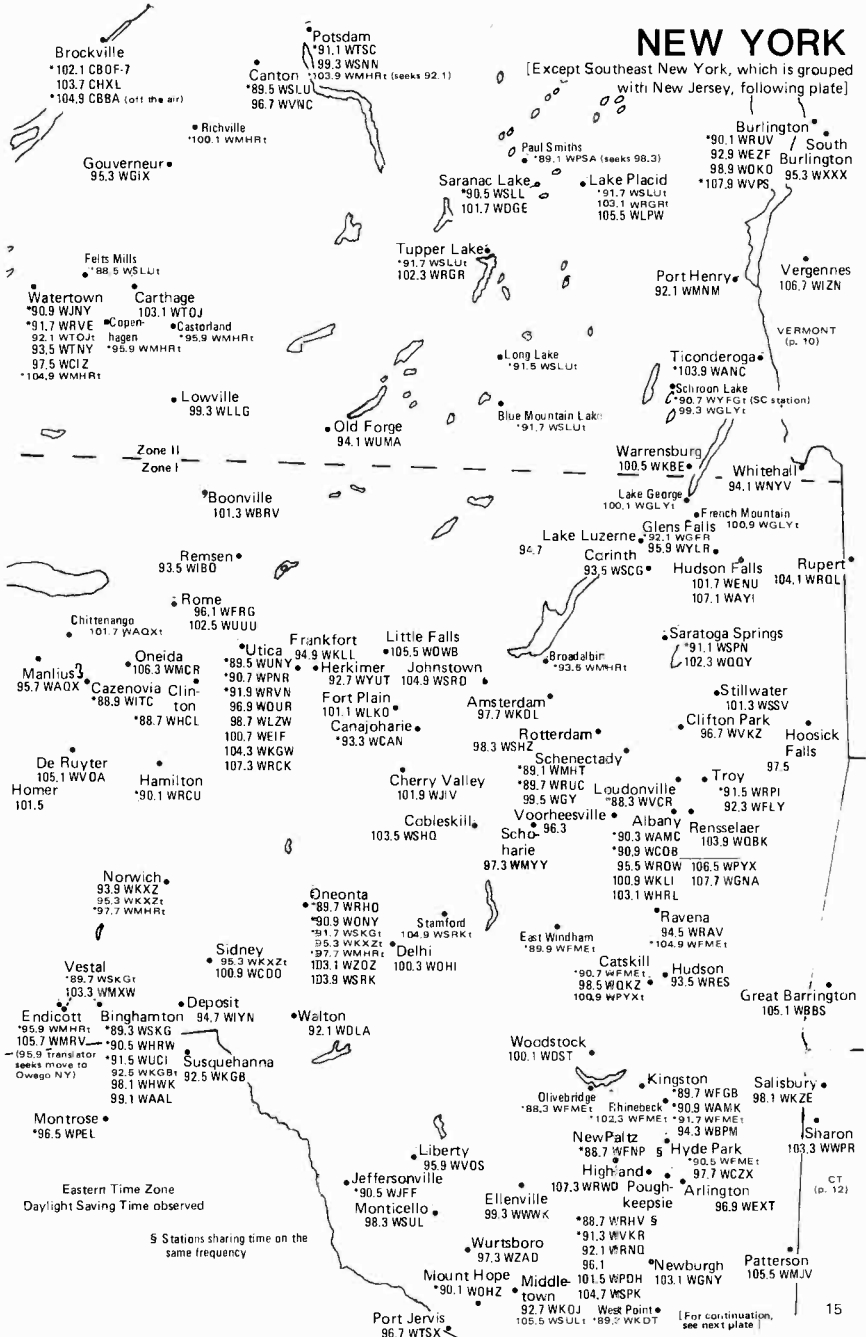 NEW YORK
[Except Southeast New York, which is grouped
with New Jersey, following plate]
Brockville
*102.1 CBOF-7
103.7 CHXL
*104.9 CBBA (off the air)
Potsdam
*91.1 WTSC
99.3 WSNN
*103.9 WMHRt (seeks 92.1)
Canton
*89.5 WSLU
96.7 WVNC
Richville
*100.1 WMHRt
Gouverneur
95.3 WGIX
Paul Smiths
*89.1 WPSA (seeks 98.3)
Saranac Lake
*90.5 WSLL
101.7 WDGE
Lake Placid
*91.7 WSLUt
103.1 WRGRt
105.5 WLPW
Burlington
*90.1 WRUV
92.9 WEZF
98.9 WOKO
*107.9 WVPS
South
Burlington
95.3 WXXX
Tupper Lake
*91.7 WSLUt
102.3 WRGR
Port Henry
92.1 WMNM
Vergennes
106.7 WIZN
VERMONT
(p. 10)
Felts Mills
*88.5 WSLUt
Watertown
*90.9 WJNY
*91.7 WRVE
92.1 WTOJt
93.5 WTNY
97.5 WCIZ
*104.9 WMHRt
Carthage
103.1 WTOJ
Copen-
hagen
*95.9 WMHRt
Castorland
*95.9 WMHRt
Lowville
99.3 WLLG
Long Lake
*91.5 WSLUt
Blue Mountain Lake
*91.7 WSLUt
Old Forge
94.1 WUMA
Ticonderoga
*103.9 WANC
Schroon Lake
*90.7 WYFGt (SC station)
99.3 WGLYt
Zone II
Zone I
Warrensburg
100.5 WKBE
Whitehall
94.1 WNYV
Boonville
101.3 WBRV
Lake George
100.1 WGLYt
French Mountain
100.9 WGLYt
Lake Luzerne
94.7
Glens Falls
*92.1 WGFR
95.9 WYLR
Corinth
93.5 WSCG
Hudson Falls
101.7 WENU
107.1 WAYI
Rupert
104.1 WRQL
Remsen
93.5 WIBQ
Rome
96.1 WFRG
102.5 WUUU
Chittenango
101.7 WAQXt
Manlius
95.7 WAQX
Oneida
106.3 WMCR
Cazenovia
*88.9 WITC
Clin-
ton
*88.7 WHCL
Utica
*89.5 WUNY
*90.7 WPNR
*91.9 WRVN
96.9 WOUR
98.7 WLZW
100.7 WEIF
104.3 WKGW
107.3 WRCK
Frankfort
94.9 WKLL
Herkimer
92.7 WYUT
Little Falls
105.5 WOWB
Johnstown
104.9 WSRD
Broadalbin
*93.5 WMHRt
Saratoga Springs
*91.1 WSPN
102.3 WQQY
Fort Plain
101.1 WLKO
Canajoharie
*93.3 WCAN
Amsterdam
97.7 WKOL
Stillwater
101.3 WSSV
Clifton Park
96.7 WVKZ
Hoosick
Falls
97.5
Rotterdam
98.3 WSHZ
Schenectady
*89.1 WMHT
*89.7 WRUC
99.5 WGY
De Ruyter
105.1 WVOA
Homer
101.5
Hamilton
*90.1 WRCU
Cherry Valley
101.9 WJIV
Loudonville
*88.3 WVCR
Troy
*91.5 WRPI
92.3 WFLY
Cobleskill
103.5 WSHQ
Scho-
harie
97.3 WMYY
Voorheesville
96.3
Albany
*90.3 WAMC
*90.9 WCDB
95.5 WROW
100.9 WKLI
103.1 WHRL
106.5 WPYX
107.7 WGNA
Rensselaer
103.9 WQBK
Norwich
93.9 WKXZ
95.3 WKXZt
*97.7 WMHRt
Oneonta
*89.7 WRHO
*90.9 WONY
*91.7 WSKGt
95.3 WKXZt
*97.7 WMHRt
103.1 WZOZ
103.9 WSRK
Stamford
104.9 WSRKt
Delhi
100.3 WOHI
Sidney
95.3 WKXZt
100.9 WCDO
East Windham
*89.9 WFMEt
Ravena
94.5 WRAV
*104.9 WFMEt
Catskill
*90.7 WFMEt
98.5 WQKZ
100.9 WPYXt
Hudson
93.5 WRES
Great Barrington
105.1 WBBS
Vestal
*89.7 WSKGt
103.3 WMXW
Endicott
*95.9 WMHRt
105.7 WMRV
(95.9 Translator
seeks move to
Owego NY)
Binghamton
*89.3 WSKG
*90.5 WHRW
*91.5 WUCI
92.5 WKGBt
98.1 WHWK
99.1 WAAL
Deposit
94.7 WIYN
Susquehanna
92.5 WKGB
Walton
92.1 WDLA
Montrose
*96.5 WPEL
Woodstock
100.1 WDST
Olivebridge
*88.3 WFMEt
Rhinebeck
*102.3 WFMEt
Kingston
*89.7 WFGB
*90.9 WAMK
*91.7 WFMEt
94.3 WBPM
Salisbury
98.1 WKZE
Sharon
103.3 WWPR
CT
(p. 12)
New Paltz
*88.7 WFNP §
Hyde Park
*90.5 WFMEt
97.7 WCZX
Highland
107.3 WRWD
Pough-
keepsie
*88.7 WRHV §
*91.3 WVKR
92.1 WRNQ
96.1
101.5 WPDH
104.7 WSPK
Arlington
96.9 WEXT
Liberty
95.9 WVOS
Jeffersonville
*90.5 WJFF
Monticello
98.3 WSUL
Ellenville
99.3 WWWK
Wurtsboro
97.3 WZAD
Mount Hope
*90.1 WOHZ
Middle-
town
92.7 WKOJ
105.5 WSULt
Newburgh
103.1 WGNY
West Point
*89.3 WKDT
Patterson
105.5 WMJV
Port Jervis
96.7 WTSX
Eastern Time Zone
Daylight Saving Time observed
§ Stations sharing time on the
same frequency
[For continuation,
see next plate]
15